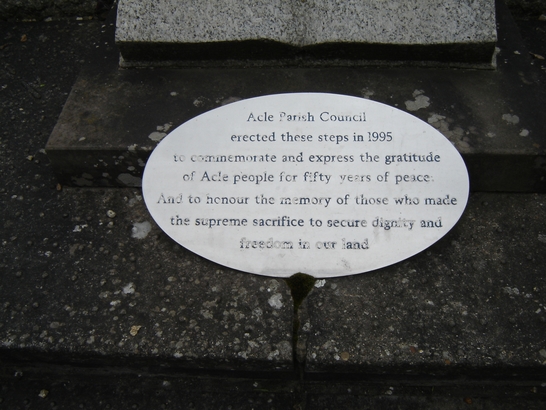 Acle Parish Council
erected these steps in 1995
to commemorate and express the gratitude
of Acle people for fifty years of peace.
And to honour the memory of those who made
the supreme sacrifice to secure dignity and
freedom in our land